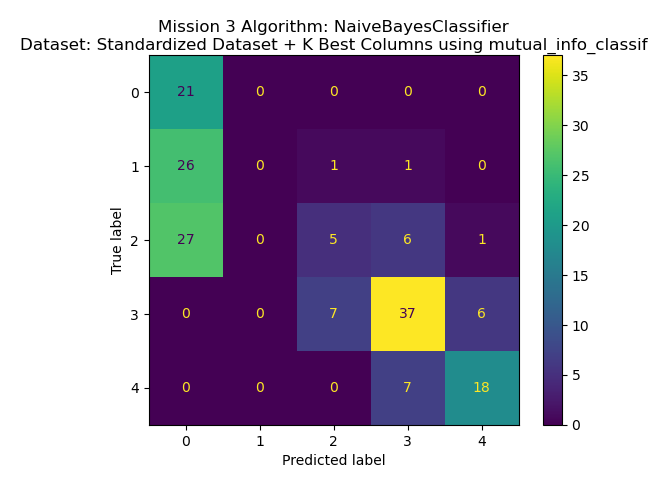 Mission 3 Algorithm: NaiveBayesClassifier
Dataset: Standardized Dataset + K Best Columns using mutual_info_classif
0 21 0 0 0 0
1 26 0 1 1 0
2 27 0 5 6 1
3 0 0 7 37 6
4 0 0 0 7 18
0 1 2 3 4
Predicted label
True label
35
30
25
20
15
10
5
0